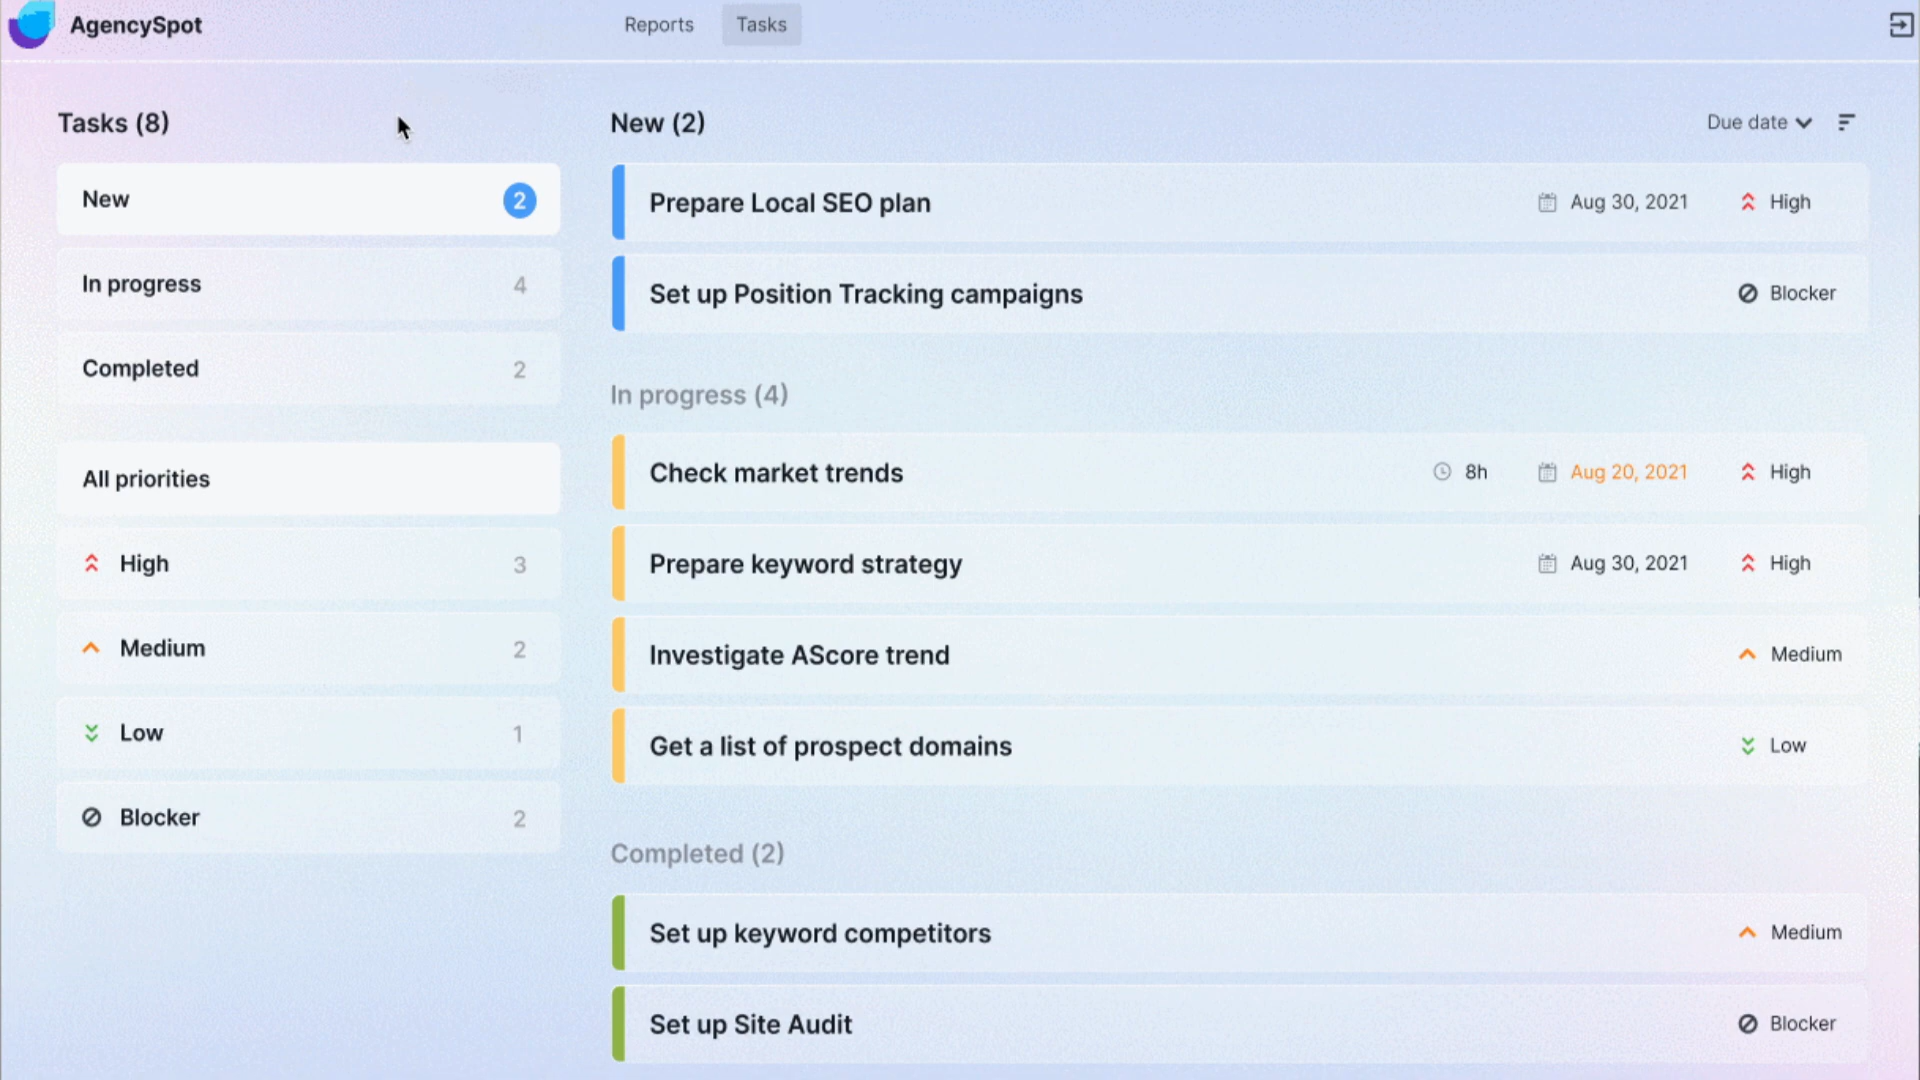 AgencySpot
Reports
Tasks
Tasks (8)
New
2
In progress
4
Completed
2
All priorities
High
3
Medium
2
Low
1
Blocker
2
New (2)
Due date
Prepare Local SEO plan
Aug 30, 2021
High
Set up Position Tracking campaigns
Blocker
In progress (4)
Check market trends
8h
Aug 20, 2021
High
Prepare keyword strategy
Aug 30, 2021
High
Investigate AScore trend
Medium
Get a list of prospect domains
Low
Completed (2)
Set up keyword competitors
Medium
Set up Site Audit
Blocker